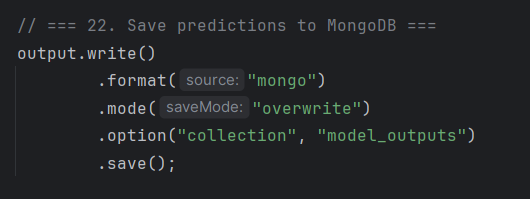 // === 22. Save predictions to MongoDB ===
output.write()
.format( source: "mongo")
.mode( saveMode: "overwrite")
.option("collection", "model_outputs")
.save();